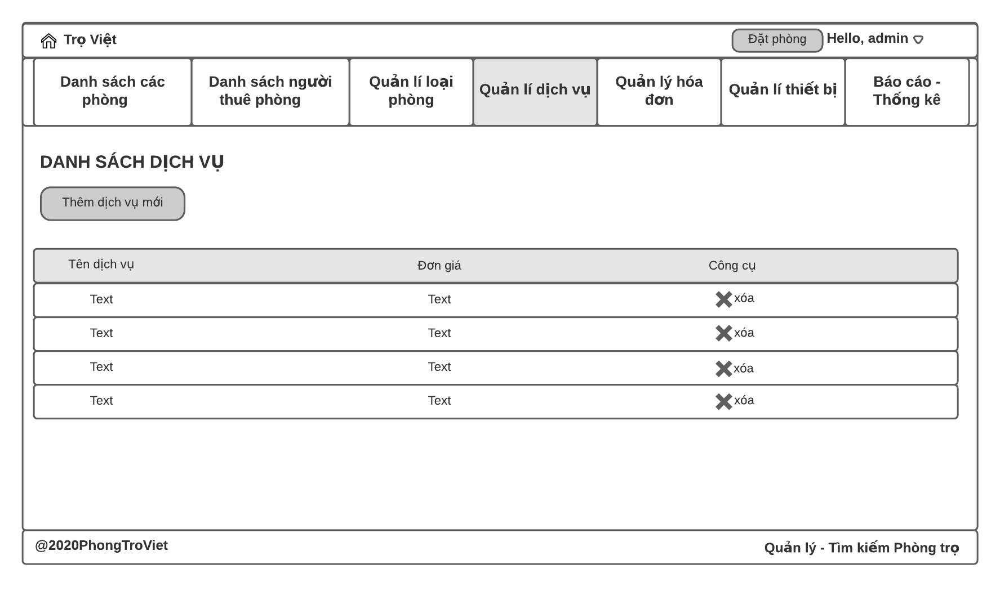 Trọ Việt
Đặt phòng
Hello, admin
Danh sách các
phòng
Danh sách người
thuê phòng
Quản lí loại
phòng
Quản lí dịch vụ
Quản lý hóa
đơn
Quản lí thiết bị
Báo cáo -
Thống kê
DANH SÁCH DỊCH VỤ
Thêm dịch vụ mới
Tên dịch vụ
Đơn giá
Công cụ
Text
Text
xóa
Text
Text
xóa
Text
Text
xóa
Text
Text
xóa
@2020PhongTroViet
Quản lý - Tìm kiếm Phòng trọ